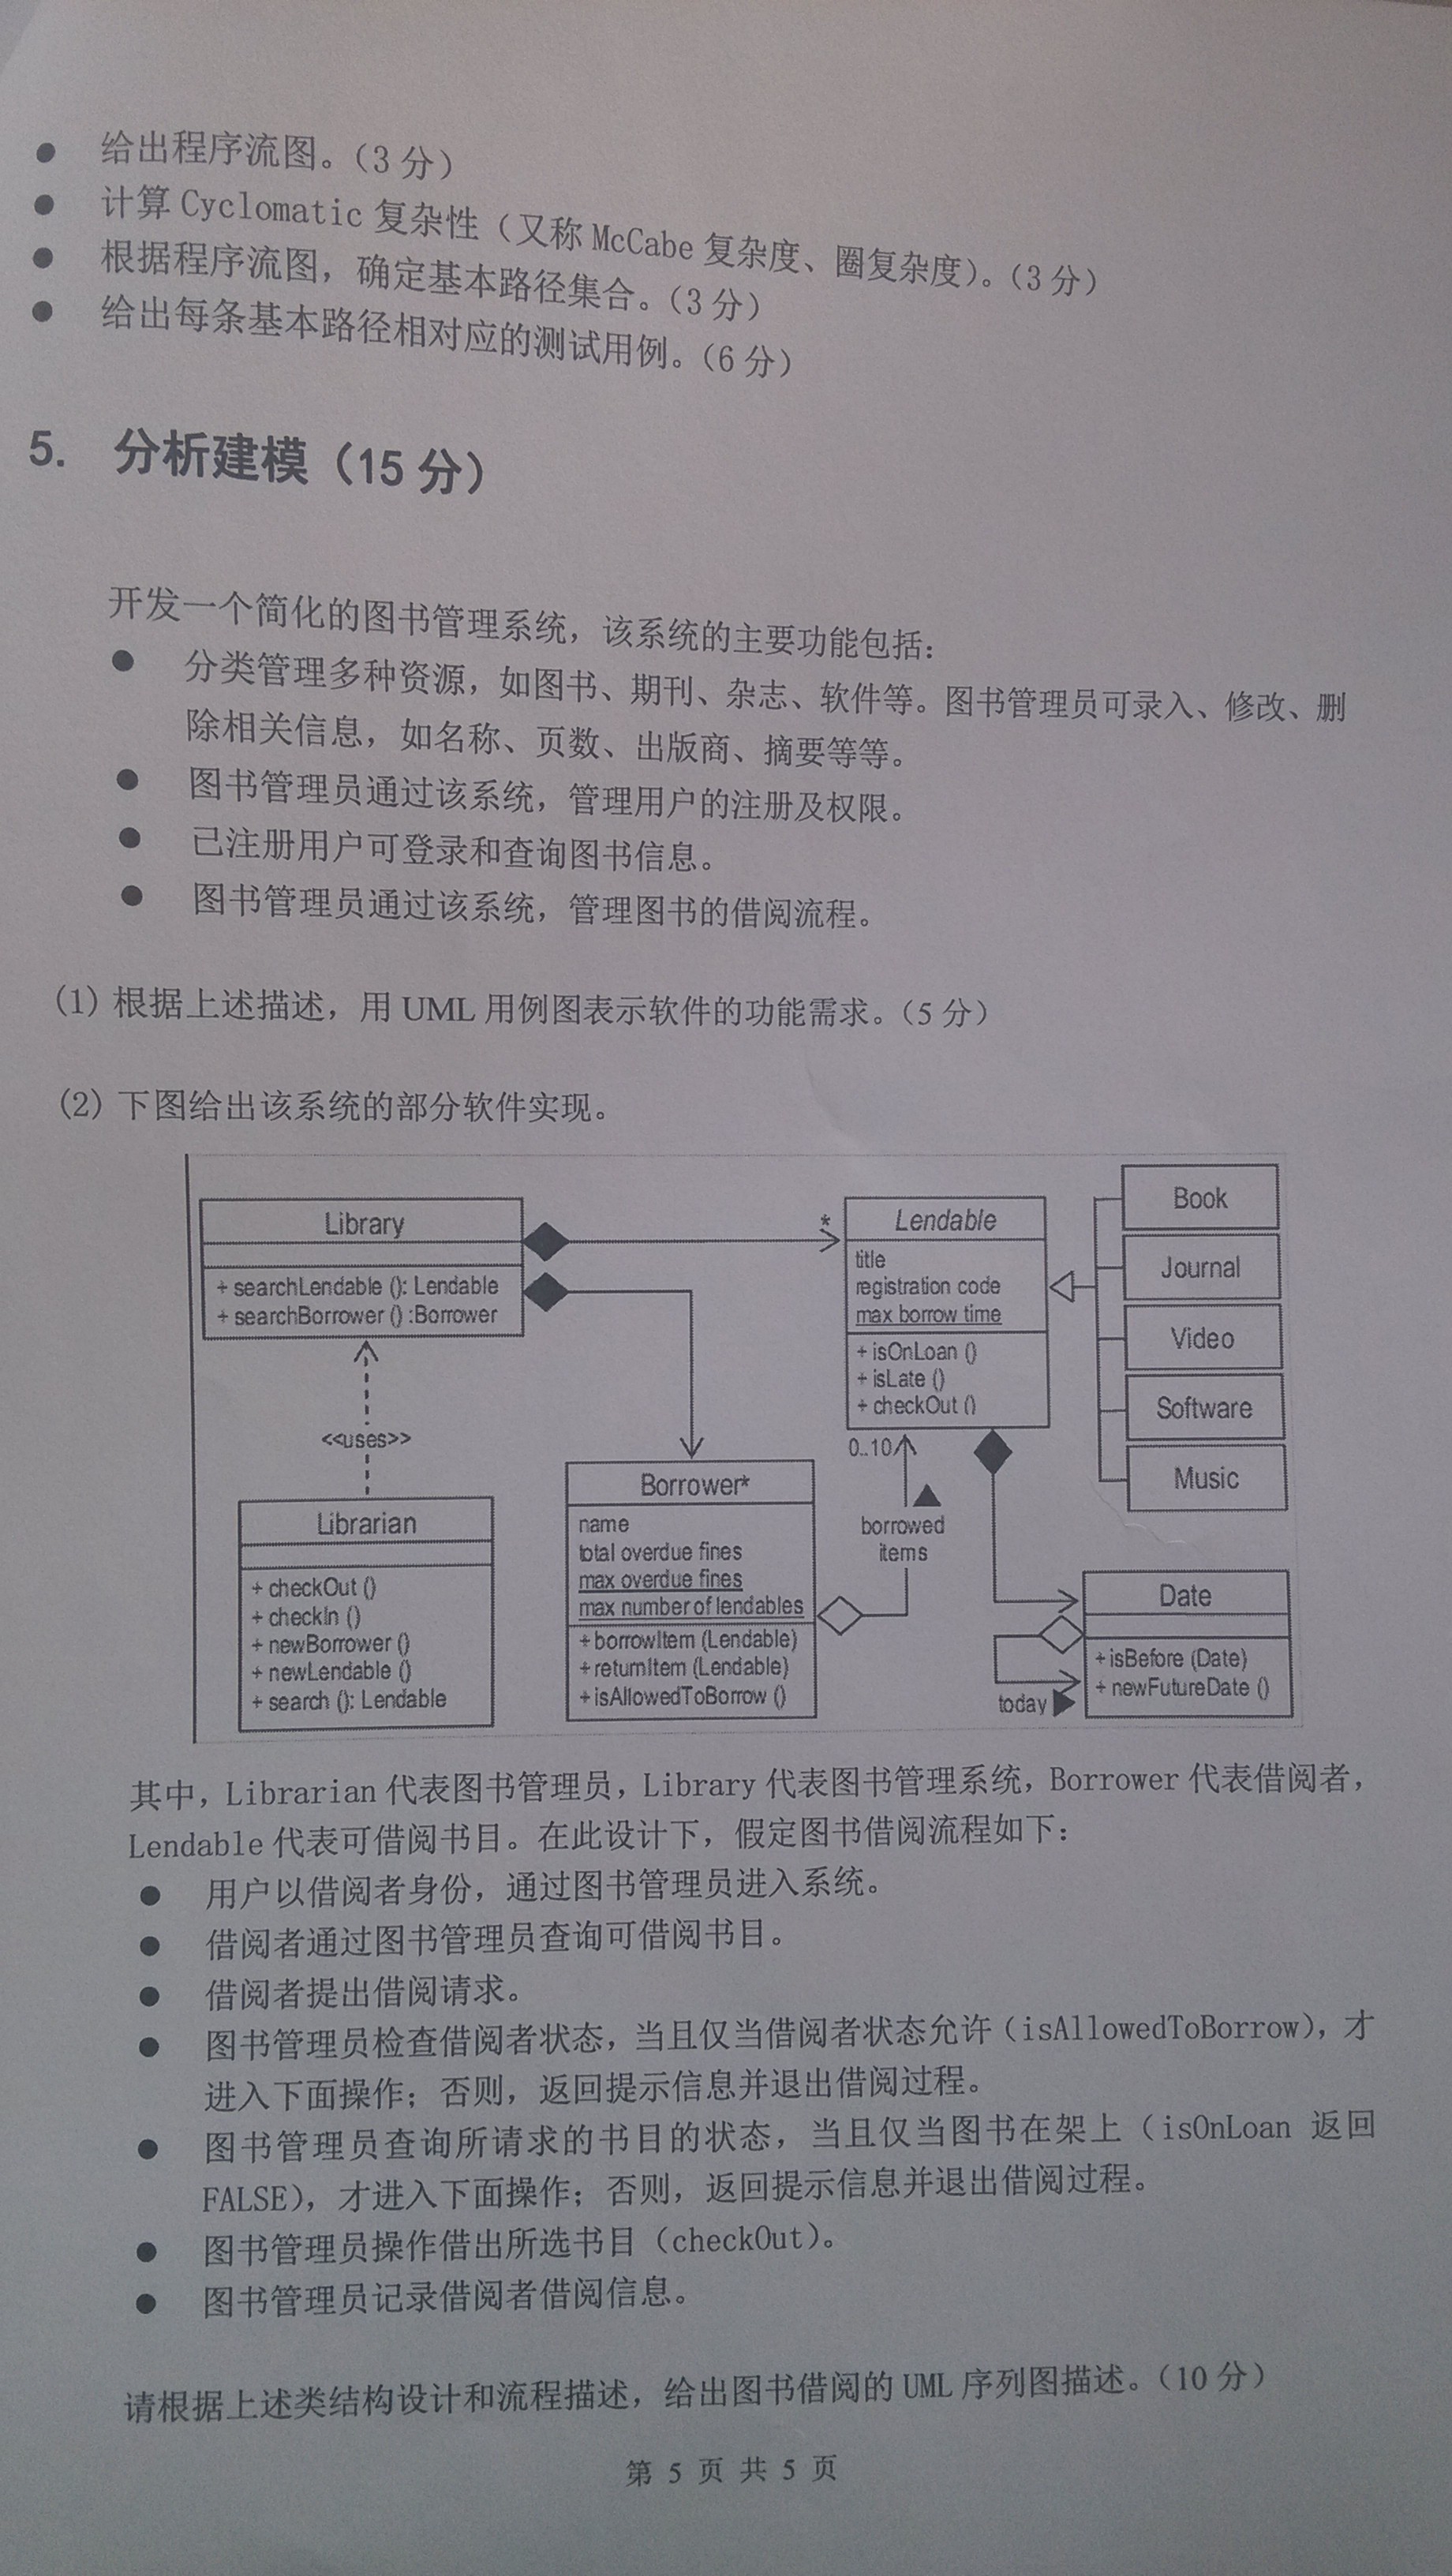 ● 给出程序流图。（3 分）
● 计算 Cyclomatic 复杂性（又称 McCabe 复杂度、圈复杂度）。（3 分）
● 根据程序流图，确定基本路径集合。（3 分）
● 给出每条基本路径相对应的测试用例。（6 分）
5. 分析建模（15 分）
开发一个简化的图书管理系统，该系统的主要功能包括：
● 分类管理多种资源，如图书、期刊、杂志、软件等。图书管理员可录入、修改、删
除相关信息，如名称、页数、出版商、摘要等等。
● 图书管理员通过该系统，管理用户的注册及权限。
● 已注册用户可登录和查询图书信息。
● 图书管理员通过该系统，管理图书的借阅流程。
(1) 根据上述描述，用 UML 用例图表示软件的功能需求。（5 分）
(2) 下图给出该系统的部分软件实现。
Library
+ searchLendable (): Lendable
+ searchBorrower () :Borrower
*
Lendable
title
registration code
max borrow time
+ isOnLoan ()
+ isLate ()
+ checkOut ()
Book
Journal
Video
Software
Music
<<uses>>
Librarian
+ checkOut ()
+ checkIn ()
+ newBorrower ()
+ newLendable ()
+ search (): Lendable
Borrower*
name
total overdue fines
max overdue fines
max number of lendables
+ borrowItem (Lendable)
+ returnItem (Lendable)
+ isAllowedToBorrow ()
0..10
borrowed
items
Date
+ isBefore (Date)
+ newFutureDate ()
today
其中，Librarian 代表图书管理员，Library 代表图书管理系统，Borrower 代表借阅者，
Lendable 代表可借阅书目。在此设计下，假定图书借阅流程如下：
● 用户以借阅者身份，通过图书管理员进入系统。
● 借阅者通过图书管理员查询可借阅书目。
● 借阅者提出借阅请求。
● 图书管理员检查借阅者状态，当且仅当借阅者状态允许（isAllowedToBorrow），才
进入下面操作；否则，返回提示信息并退出借阅过程。
● 图书管理员查询所请求的书目的状态，当且仅当图书在架上（isOnLoan 返回
FALSE），才进入下面操作；否则，返回提示信息并退出借阅过程。
● 图书管理员操作借出所选书目（checkOut）。
● 图书管理员记录借阅者借阅信息。
请根据上述类结构设计和流程描述，给出图书借阅的 UML 序列图描述。（10 分）
第 5 页 共 5 页